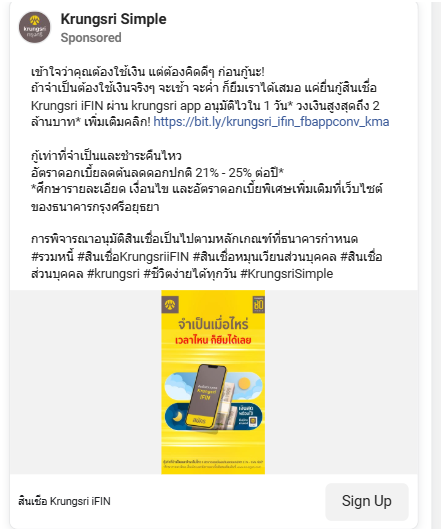 Krungsri Simple
Sponsored
krungsri
กรุงศรี
เข้าใจว่าคุณต้องใช้เงิน แต่ต้องคิดดีๆ ก่อนกู้นะ!
ถ้าจำเป็นต้องใช้เงินจริงๆ จะเช้า จะค่ำ ก็ยืมเราได้เสมอ แค่ยื่นกู้สินเชื่อ
Krungsri iFIN ผ่าน krungsri app อนุมัติไวใน 1 วัน* วงเงินสูงสุดถึง 2
ล้านบาท* เพิ่มเติมคลิก! https://bit.ly/krungsri_ifin_fbappconv_kma
กู้เท่าที่จำเป็นและชำระคืนไหว
อัตราดอกเบี้ยลดต้นลดดอกปกติ 21% - 25% ต่อปี*
*ศึกษารายละเอียด เงื่อนไข และอัตราดอกเบี้ยพิเศษเพิ่มเติมที่เว็บไซต์
ของธนาคารกรุงศรีอยุธยา
การพิจารณาอนุมัติสินเชื่อเป็นไปตามหลักเกณฑ์ที่ธนาคารกำหนด
#รวมหนี้ #สินเชื่อKrungsriiFIN #สินเชื่อหมุนเวียนส่วนบุคคล #สินเชื่อ
ส่วนบุคคล #krungsri #ชีวิตง่ายได้ทุกวัน #KrungsriSimple
จำเป็นเมื่อไหร่
เวลาไหน ก็ยืมได้เลย
Krungsri
iFIN
สินเชื่อ Krungsri iFIN
Sign Up